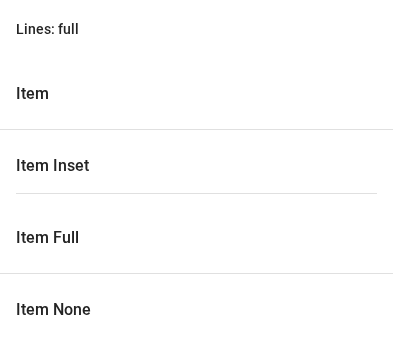 Lines: full
Item
Item Inset
Item Full
Item None